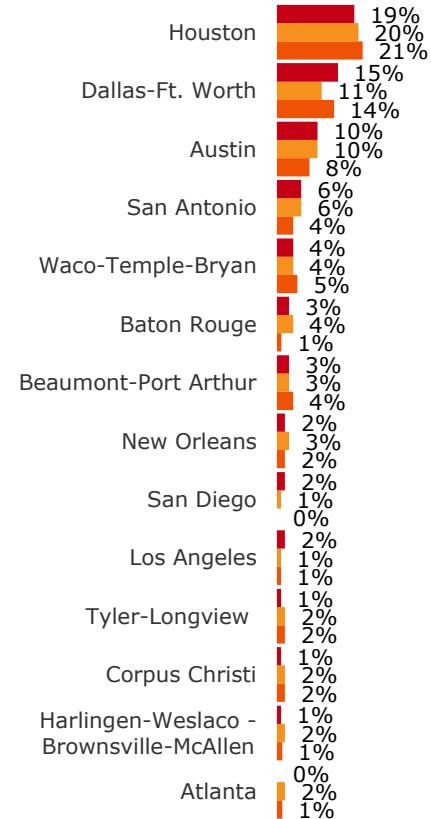 Houston
19%
20%
21%
Dallas-Ft. Worth
15%
11%
14%
Austin
10%
10%
8%
San Antonio
6%
6%
4%
Waco-Temple-Bryan
4%
4%
5%
Baton Rouge
3%
4%
1%
Beaumont-Port Arthur
3%
3%
4%
New Orleans
2%
3%
2%
San Diego
2%
1%
0%
Los Angeles
2%
1%
1%
Tyler-Longview
1%
2%
2%
Corpus Christi
1%
2%
2%
Harlingen-Weslaco -
Brownsville-McAllen
1%
2%
1%
Atlanta
0%
2%
1%